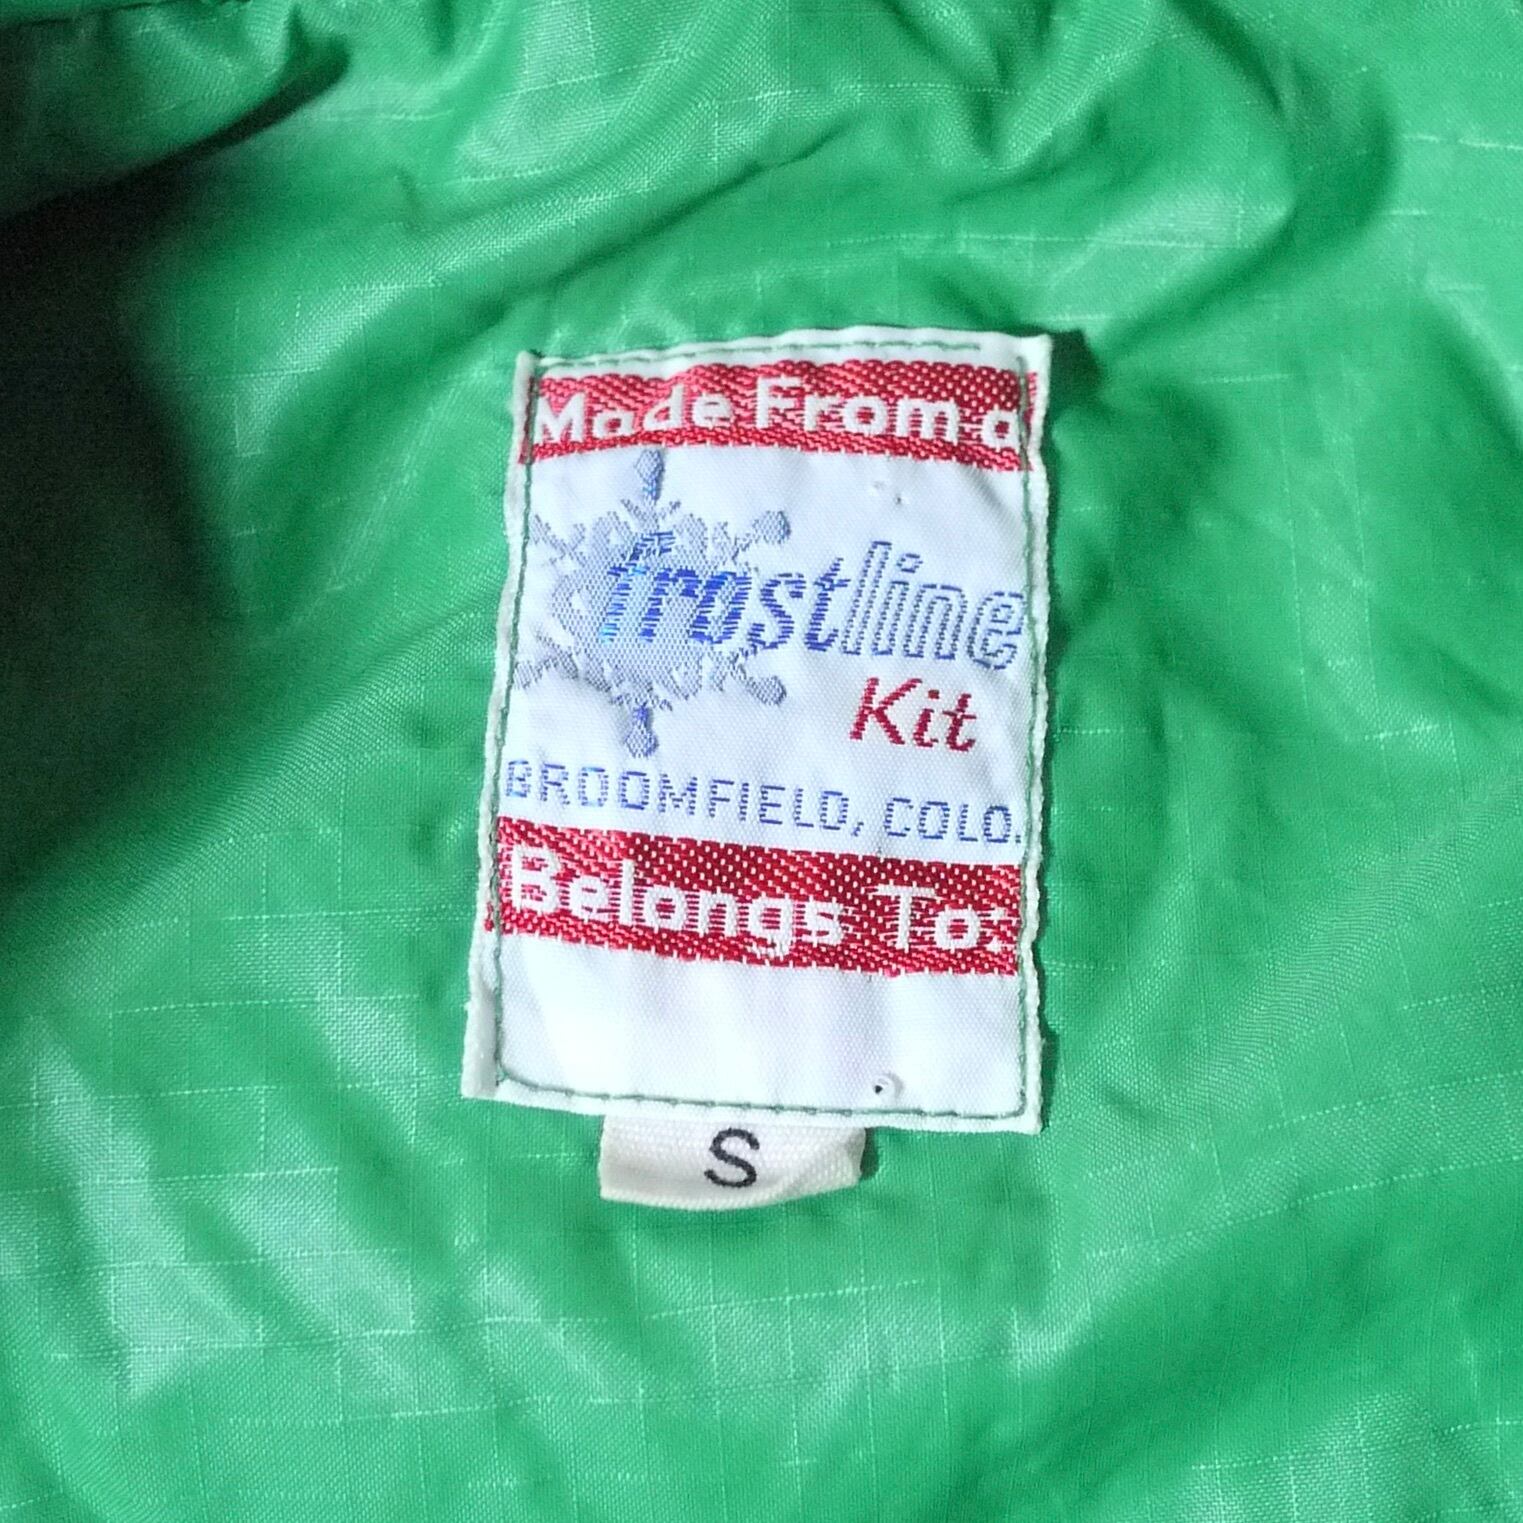 Made From a
frostline
Kit
BROOMFIELD, COLO.
Belongs To:
S